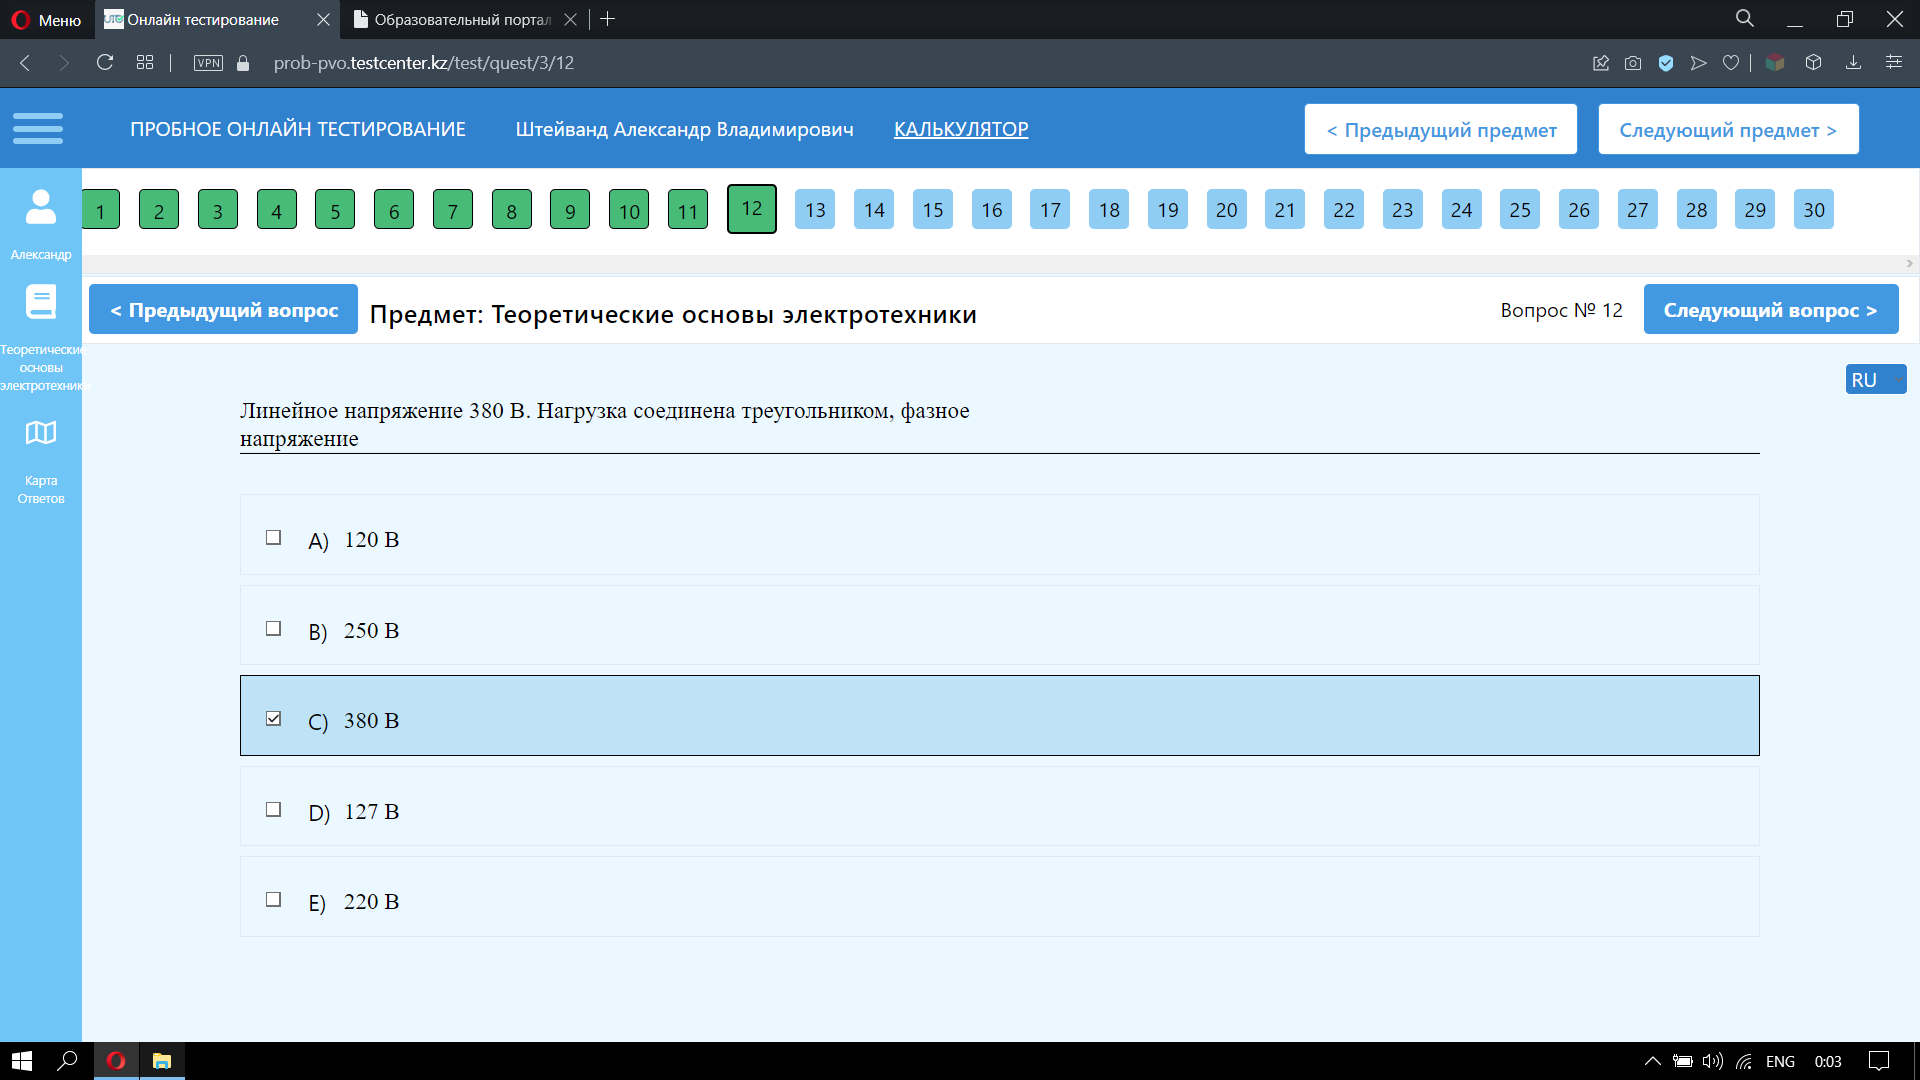 Меню
Онлайн тестирование
Образовательный портал
VPN
prob-pvo.testcenter.kz/test/quest/3/12
ПРОБНОЕ ОНЛАЙН ТЕСТИРОВАНИЕ
Штейванд Александр Владимирович
КАЛЬКУЛЯТОР
< Предыдущий предмет
Следующий предмет >
1 2 3 4 5 6 7 8 9 10 11 12 13 14 15 16 17 18 19 20 21 22 23 24 25 26 27 28 29 30
Александр
< Предыдущий вопрос
Предмет: Теоретические основы электротехники
Вопрос № 12
Следующий вопрос >
Теоретические
основы
электротехники
RU
Карта
Ответов
Линейное напряжение 380 В. Нагрузка соединена треугольником, фазное
напряжение
A) 120 В
B) 250 В
C) 380 В
D) 127 В
E) 220 В
ENG
0:03